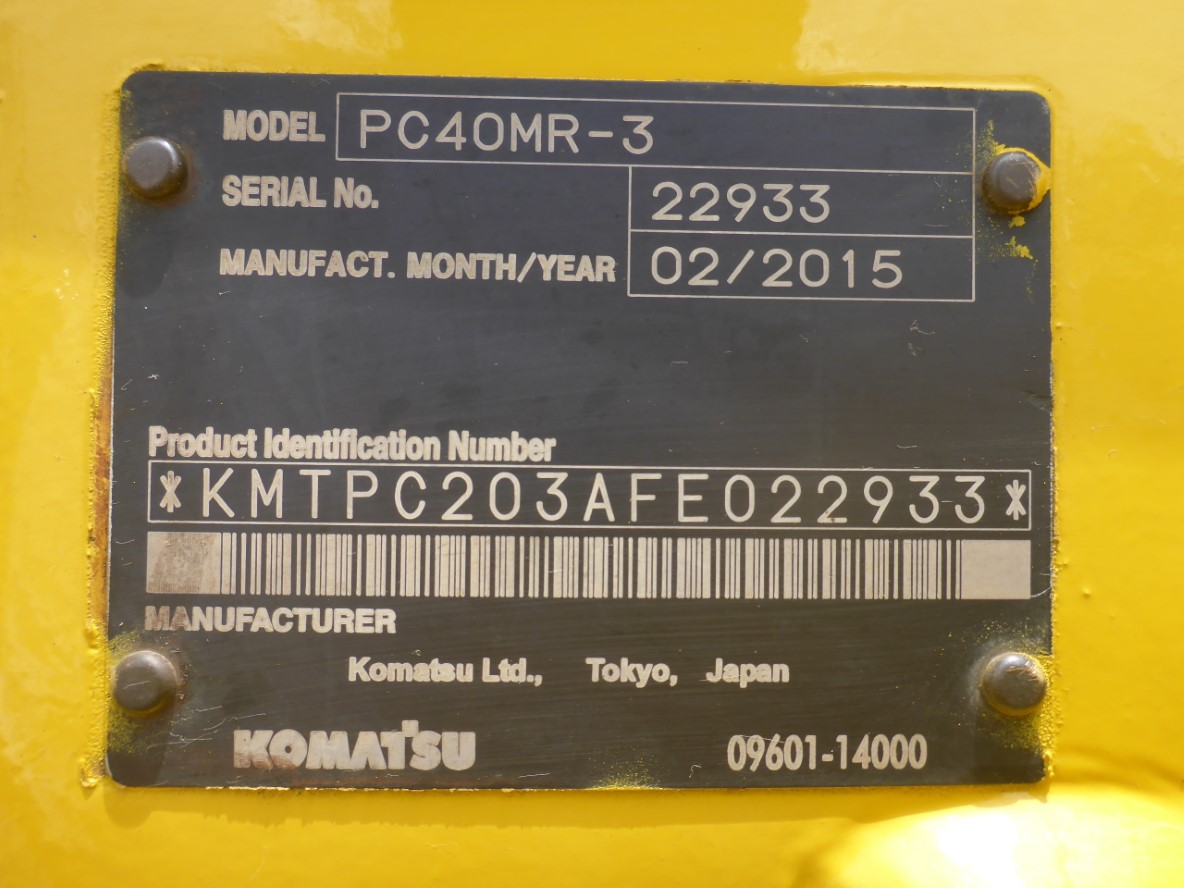 MODEL PC40MR-3
SERIAL No. 22933
MANUFACT. MONTH/YEAR 02/2015
Product Identification Number
*KMTPC203AFE022933*
MANUFACTURER
Komatsu Ltd., Tokyo, Japan
KOMATSU 09601-14000